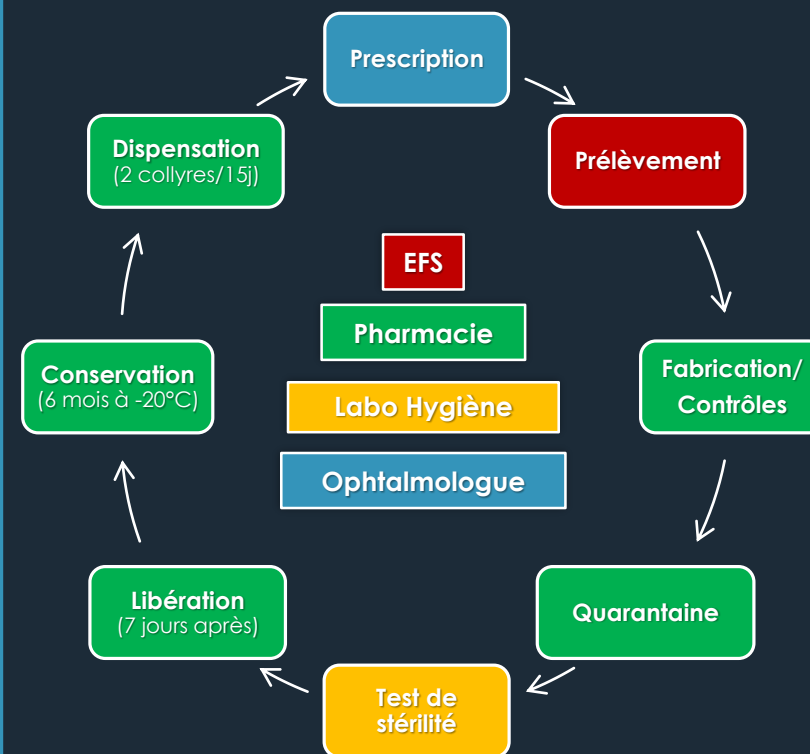 Prescription
Prélèvement
Fabrication/
Contrôles
Quarantaine
Test de
stérilité
Libération
(7 jours après)
Conservation
(6 mois à -20°C)
Dispensation
(2 collyres/15j)
EFS
Pharmacie
Labo Hygiène
Ophtalmologue